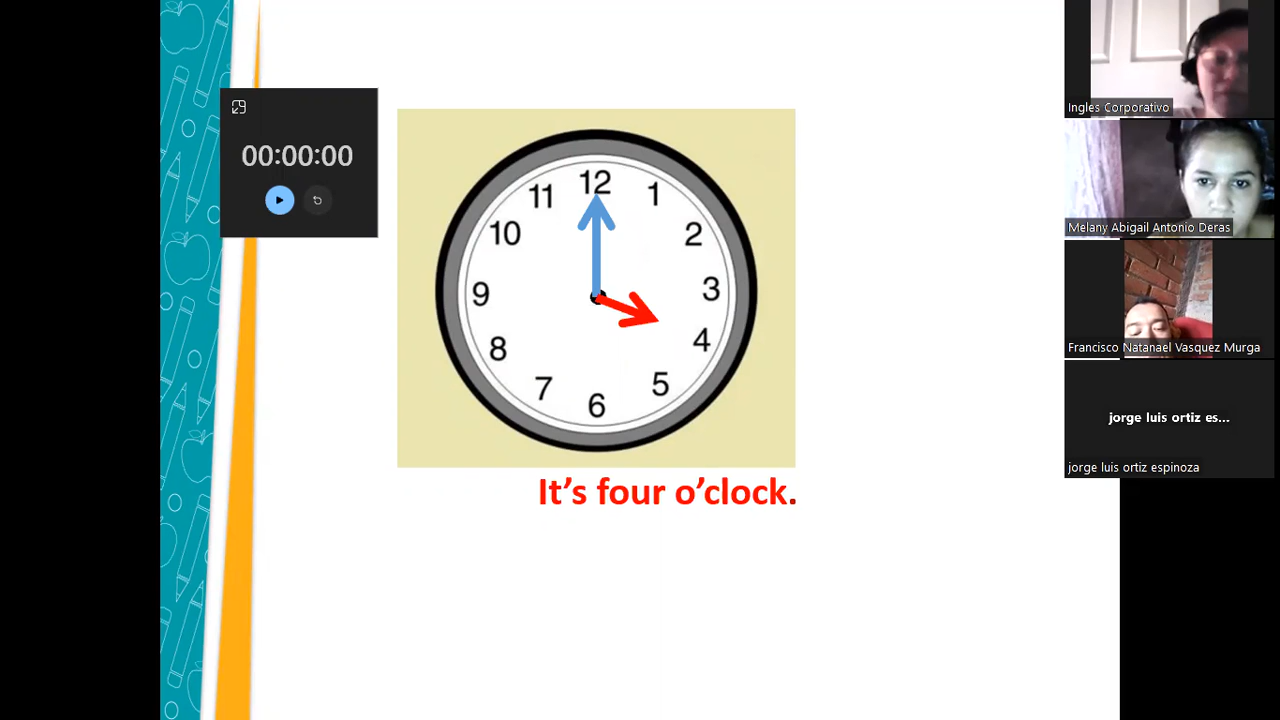 00:00:00
12
11
1
10
2
9
3
8
4
7
5
6
It's four o'clock.
Ingles Corporativo
Melany Abigail Antonio Deras
Francisco Natanael Vasquez Murga
jorge luis ortiz es...
jorge luis ortiz espinoza